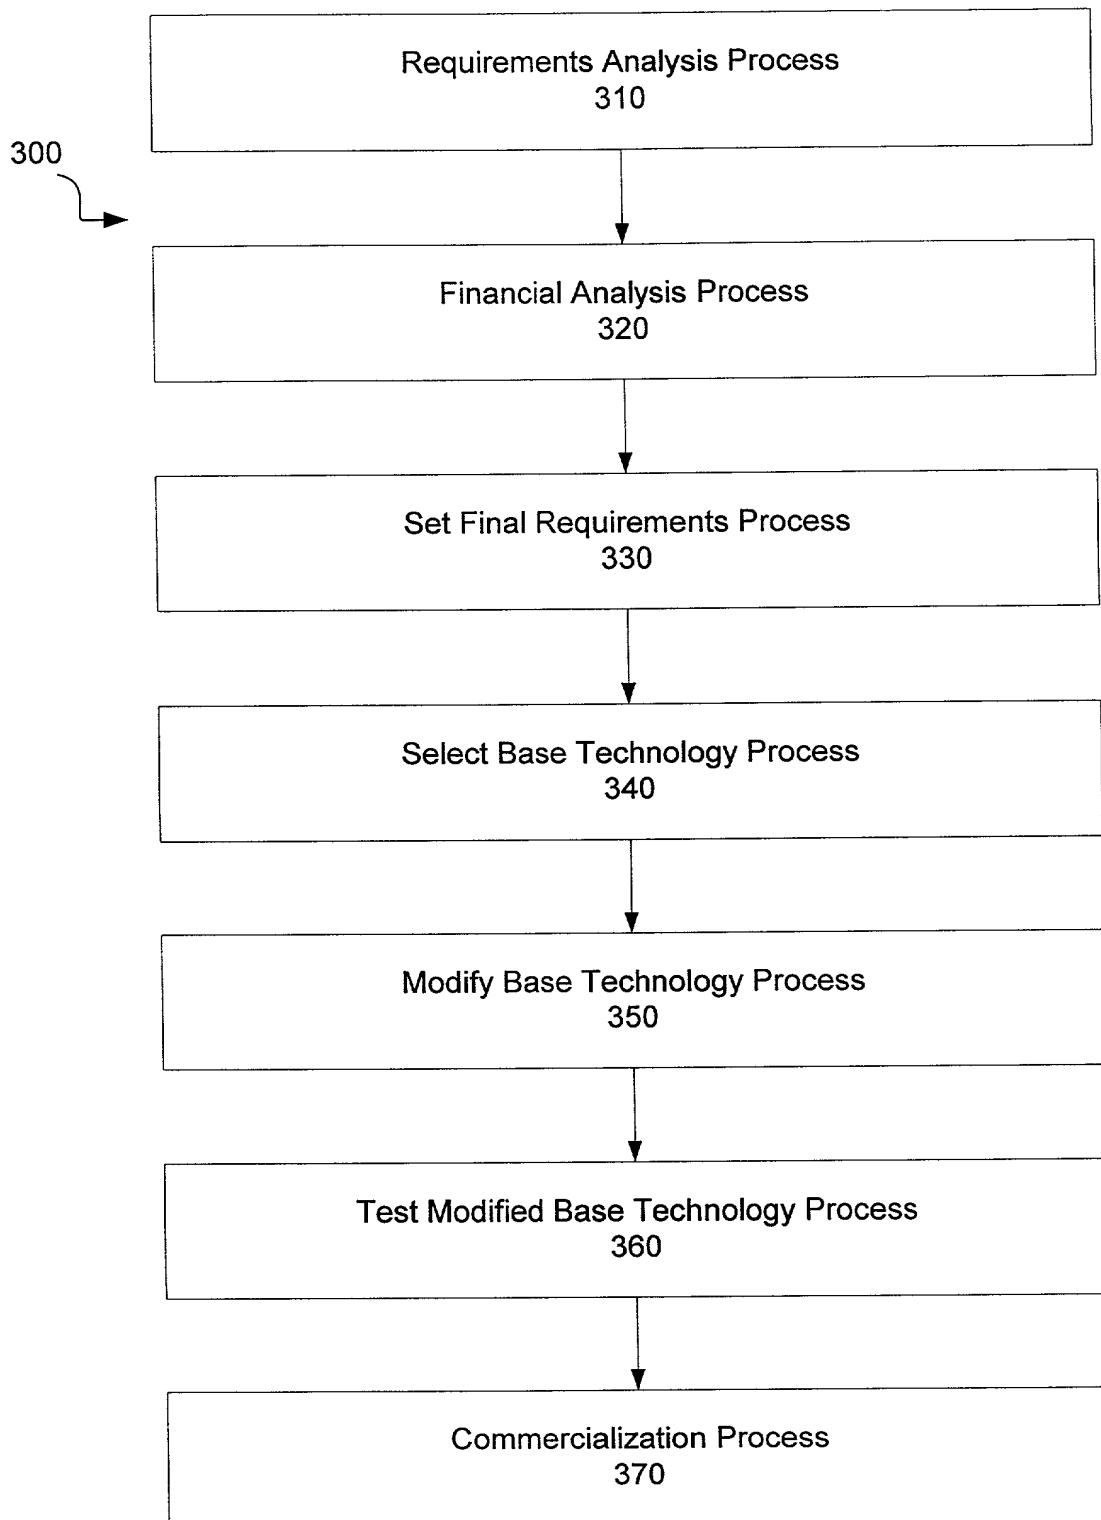 Requirements Analysis Process
310
300
Financial Analysis Process
320
Set Final Requirements Process
330
Select Base Technology Process
340
Modify Base Technology Process
350
Test Modified Base Technology Process
360
Commercialization Process
370